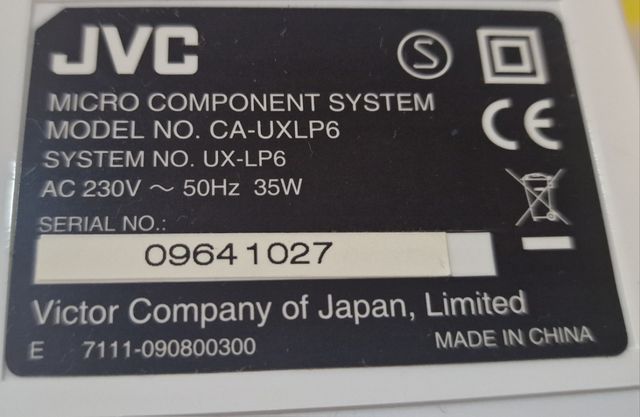 JVC
S
MICRO COMPONENT SYSTEM
MODEL NO. CA-UXLP6
SYSTEM NO. UX-LP6
AC 230V ~ 50Hz 35W
CE
SERIAL NO.:
09641027
Victor Company of Japan, Limited
E 7111-090800300 MADE IN CHINA